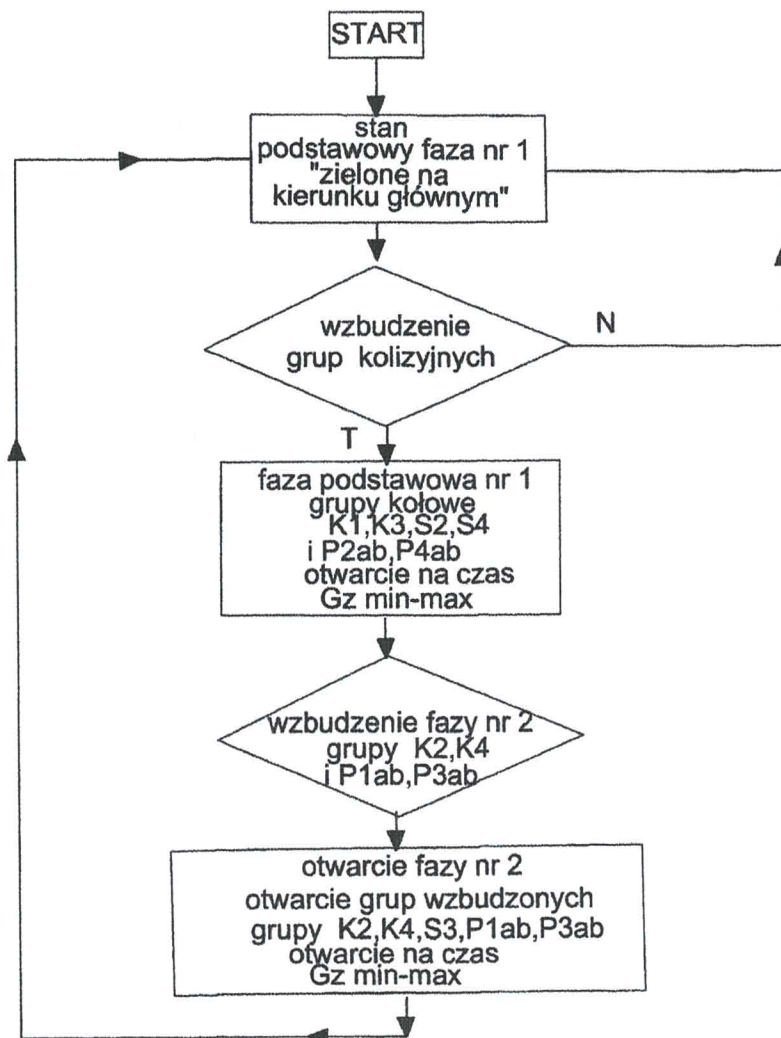 START
stan
podstawowy faza nr 1
"zielonę na
kierunku głównym"
wzbudzenie
grup kolizyjnych
N
T
faza podstawowa nr 1
grupy kołowe
K1,K3,S2,S4
i P2ab,P4ab
otwarcie na czas
Gz min-max
wzbudzenie fazy nr 2
grupy K2,K4
i P1ab,P3ab
otwarcie fazy nr 2
otwarcie grup wzbudzonych
grupy K2,K4,S3,P1ab,P3ab
otwarcie na czas
Gz min-max